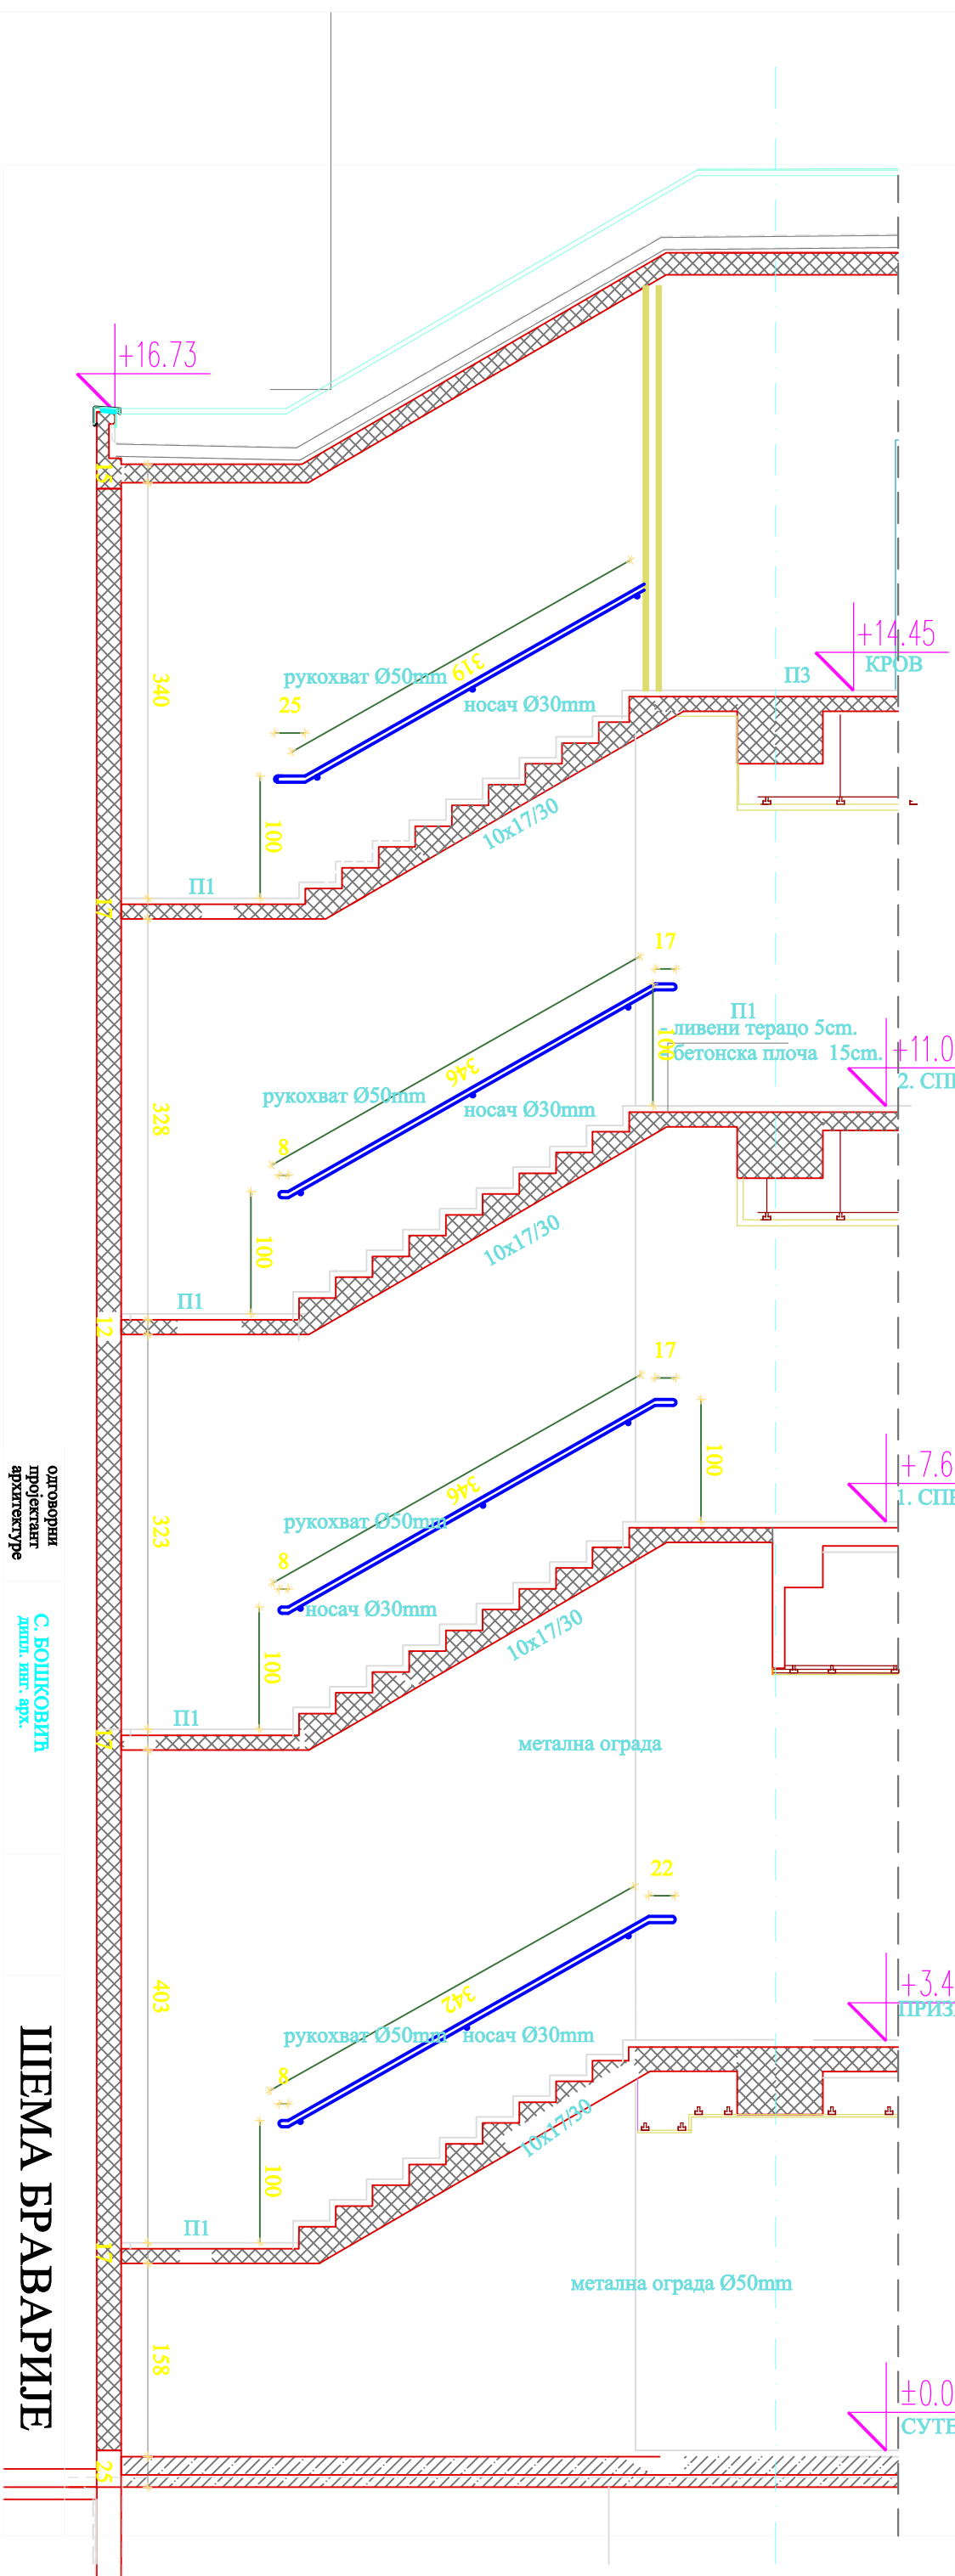 +16.73
15
+14.45
КРОВ
П3
319
рукохват Ø50mm
носач Ø30mm
25
340
100
10x17/30
П1
17
17
П1
- ливени терацо 5cm.
- бетонска плоча 15cm.
100
+11.0
2. СП
346
рукохват Ø50mm
носач Ø30mm
328
8
100
10x17/30
П1
12
17
100
+7.6
1. СП
346
рукохват Ø50mm
носач Ø30mm
323
8
100
10x17/30
П1
17
метална ограда
22
+3.4
ПРИЗ
342
рукохват Ø50mm
носач Ø30mm
403
8
100
10x17/30
П1
17
метална ограда Ø50mm
158
±0.0
СУТЕ
25
одговорни
пројектант
архитектуре
С. БОШКОВИЋ
дипл. инг. арх.
ШЕМА БРАВАРИЈЕ